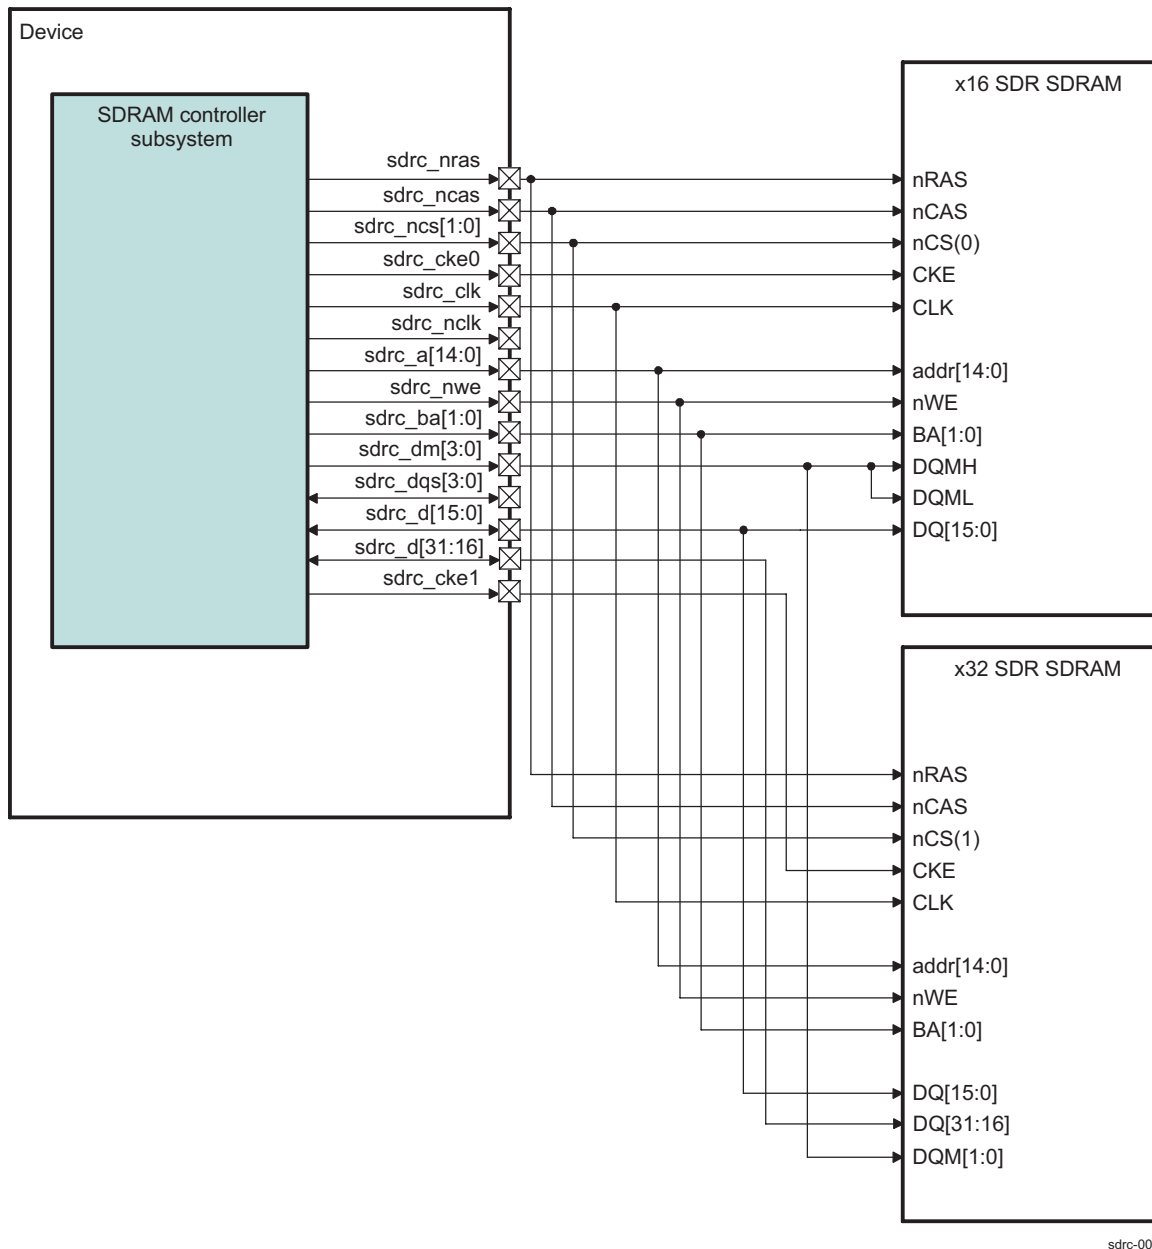 Device
SDRAM controller
subsystem
sdrc_nras
sdrc_ncas
sdrc_ncs[1:0]
sdrc_cke0
sdrc_clk
sdrc_nclk
sdrc_a[14:0]
sdrc_nwe
sdrc_ba[1:0]
sdrc_dm[3:0]
sdrc_dqs[3:0]
sdrc_d[15:0]
sdrc_d[31:16]
sdrc_cke1
x16 SDR SDRAM
nRAS
nCAS
nCS(0)
CKE
CLK
addr[14:0]
nWE
BA[1:0]
DQMH
DQML
DQ[15:0]
x32 SDR SDRAM
nRAS
nCAS
nCS(1)
CKE
CLK
addr[14:0]
nWE
BA[1:0]
DQ[15:0]
DQ[31:16]
DQM[1:0]
sdrc-00